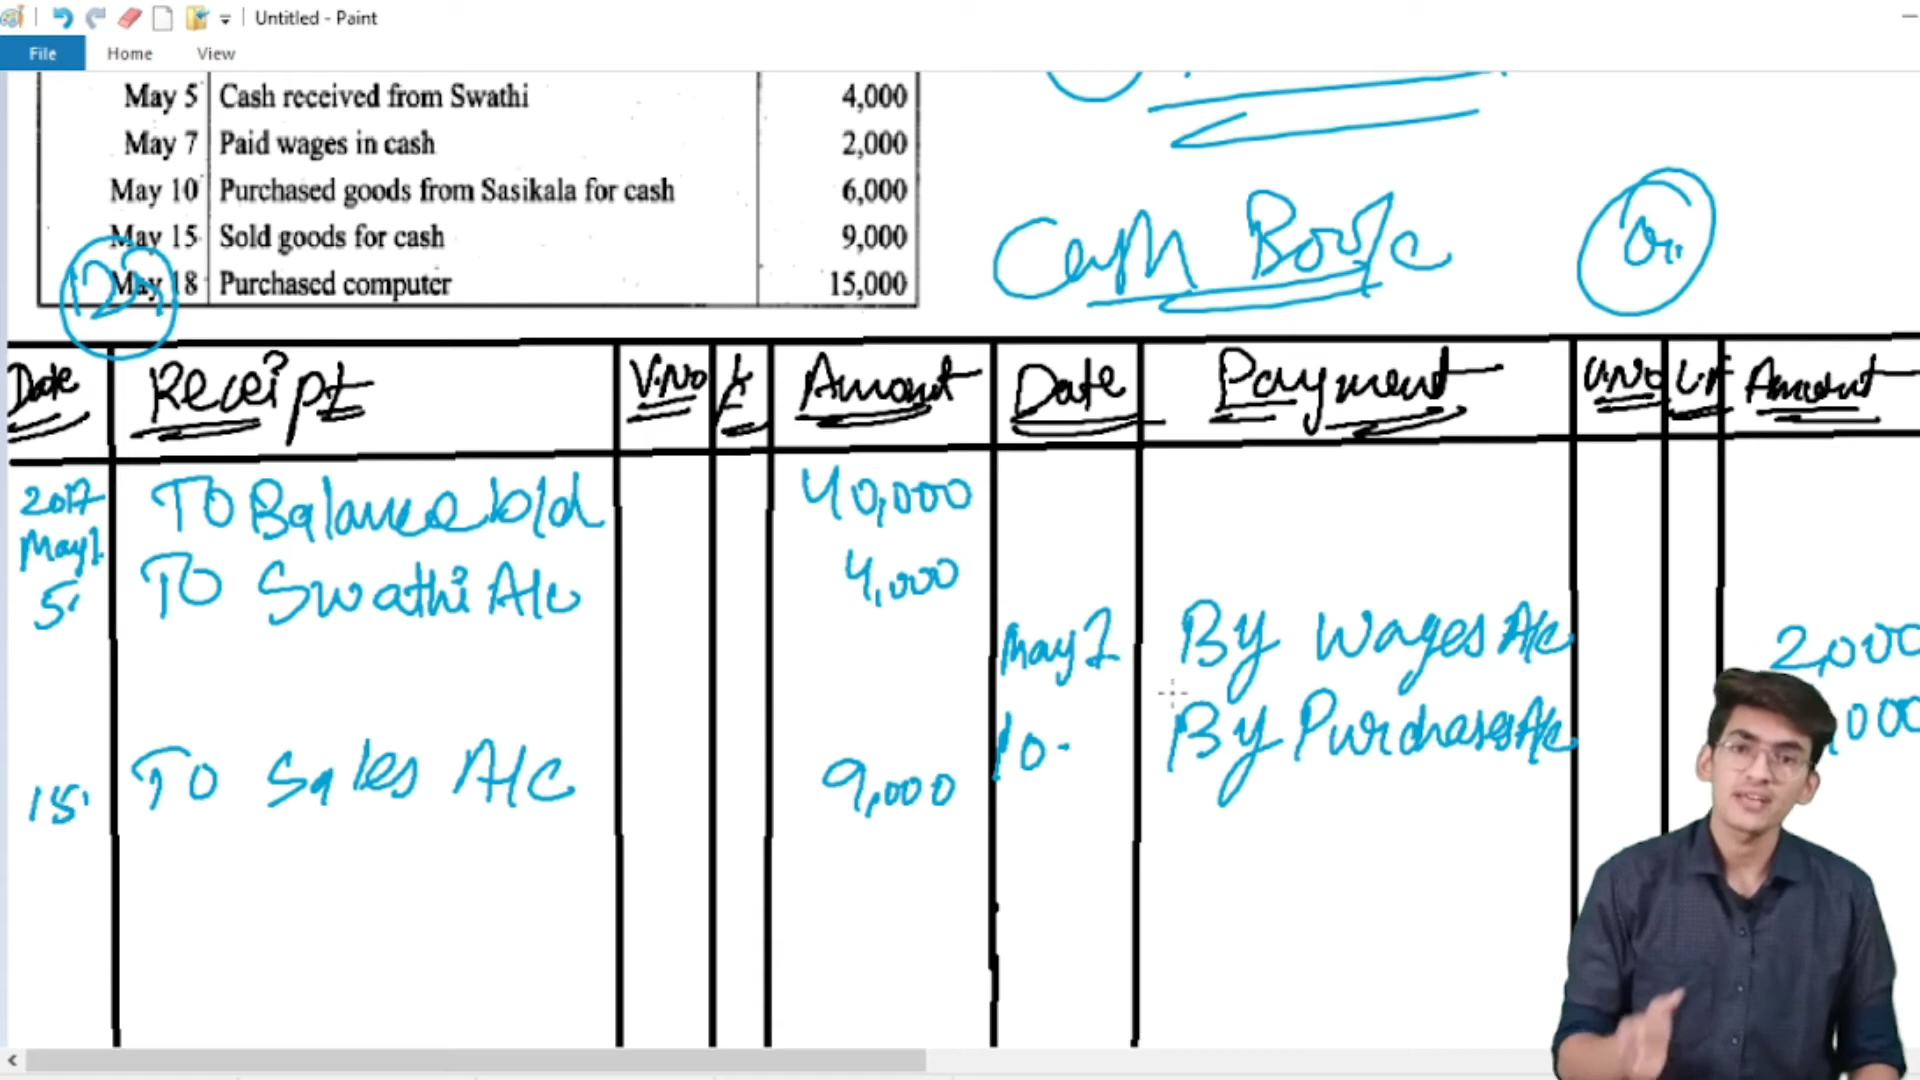 Untitled - Paint
File Home View
May 5 Cash received from Swathi 4,000
May 7 Paid wages in cash 2,000
May 10 Purchased goods from Sasikala for cash 6,000
May 15 Sold goods for cash 9,000
May 18 Purchased computer 15,000
Cash Book
Date Receipt V.No Amount Date Payment V.No L.F Amount
2017
May 1 To Balance b/d 40,000
5 To Swathi A/c 4,000
May 7 By Wages A/c 2,000
10 By Purchases A/c 000
15 To Sales A/c 9,000